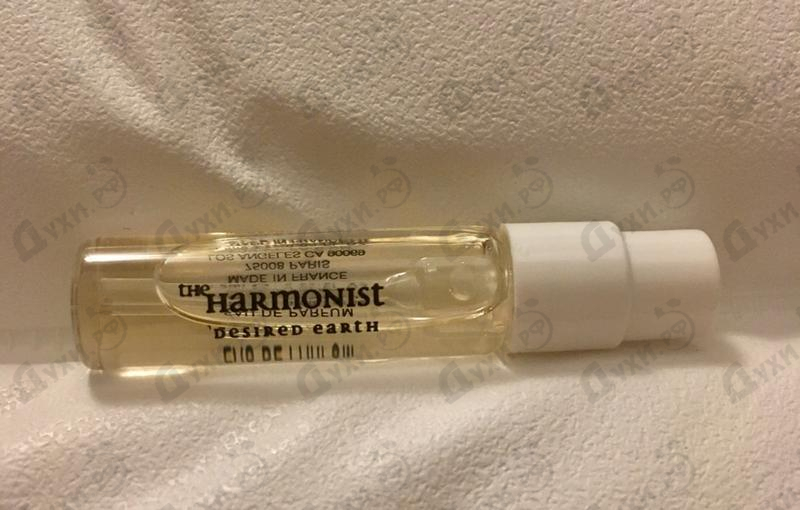 LOS ANGELES CA 90069
75008 PARIS
MADE IN FRANCE
THE HARMONIST
EAU DE PARFUM
DESIRED EARTH
Духи.рф